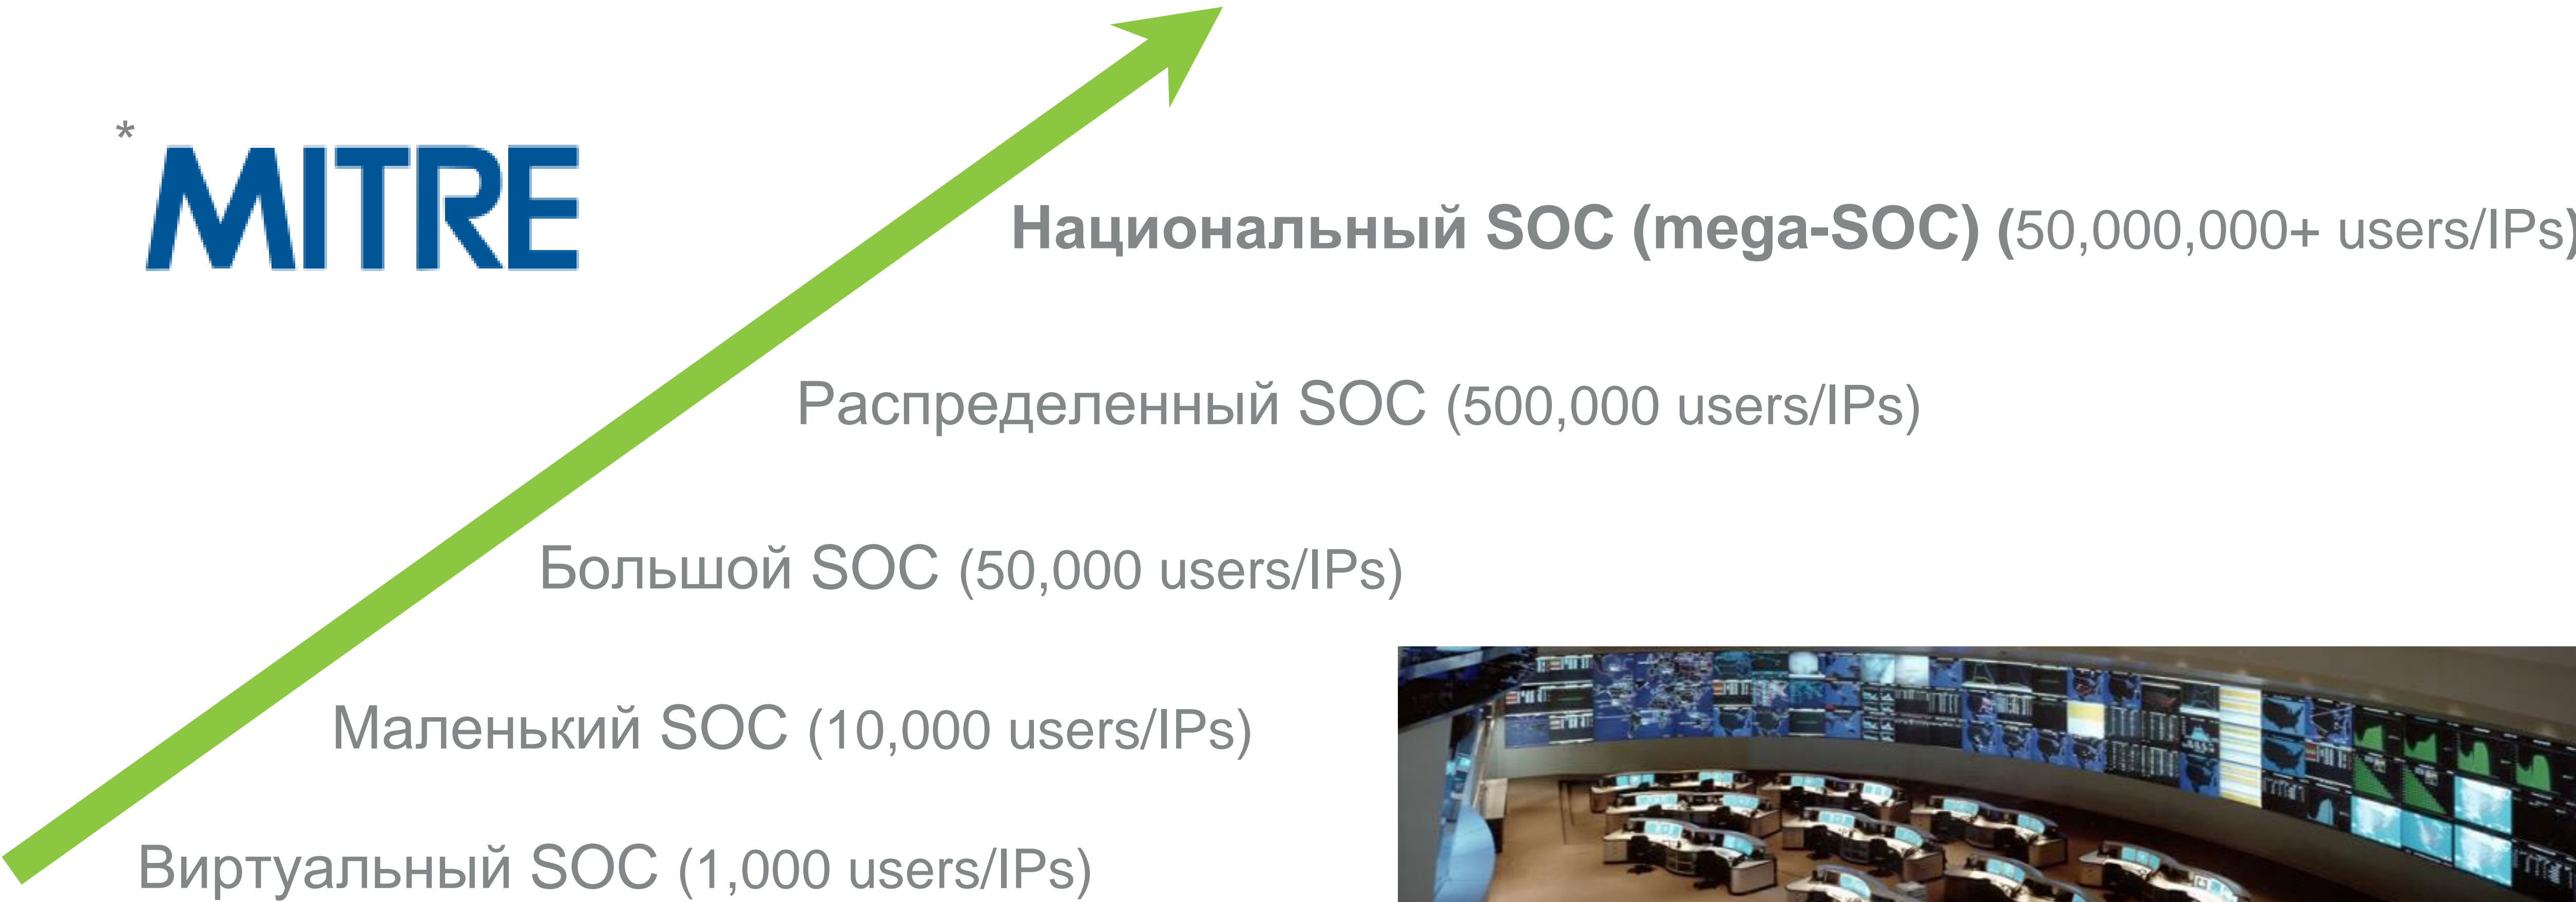 *
MITRE
Национальный SOC (mega-SOC) (50,000,000+ users/IPs)
Распределенный SOC (500,000 users/IPs)
Большой SOC (50,000 users/IPs)
Маленький SOC (10,000 users/IPs)
Виртуальный SOC (1,000 users/IPs)